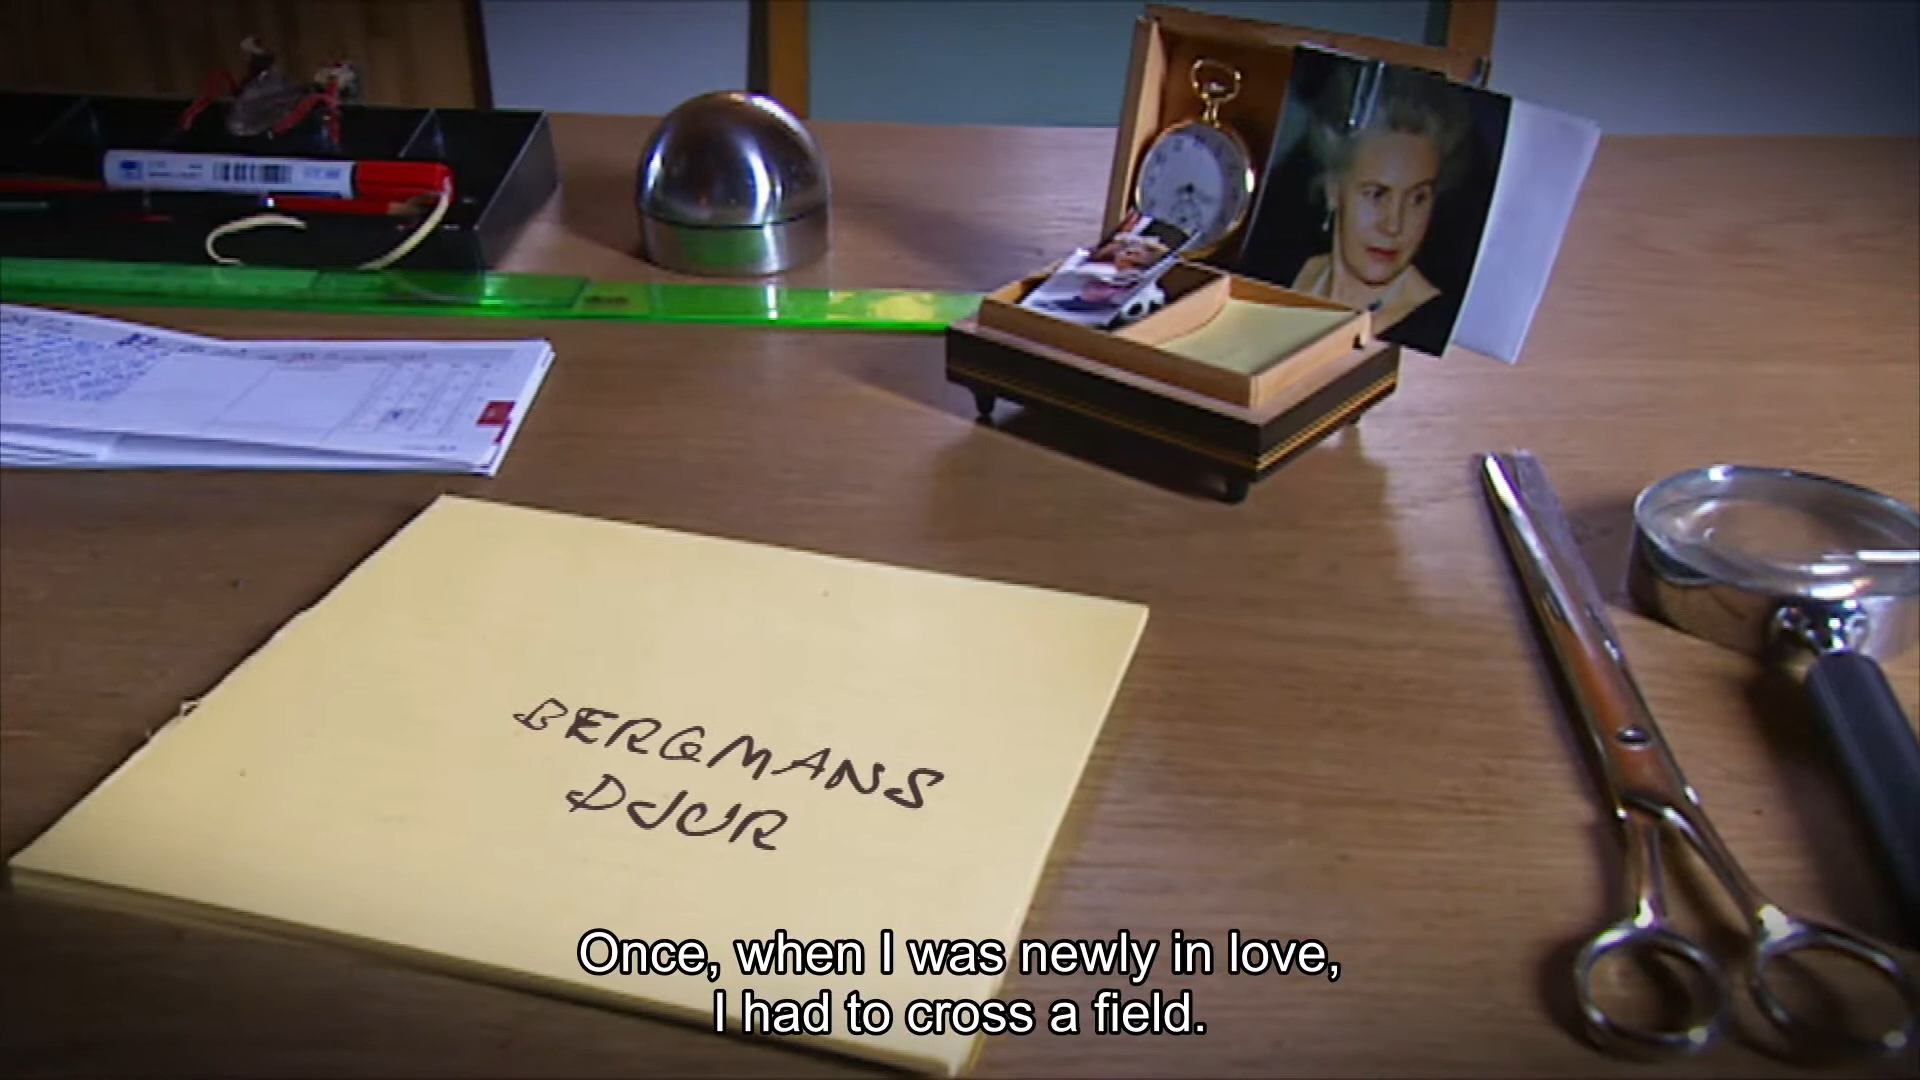 BERGMANS
DJUR
Once, when I was newly in love,
I had to cross a field.